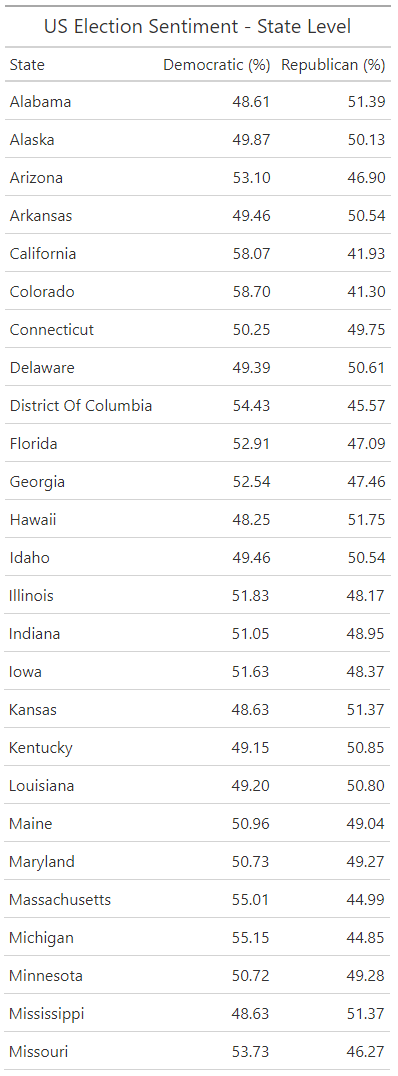 US Election Sentiment - State Level
State Democratic (%) Republican (%)
Alabama 48.61 51.39
Alaska 49.87 50.13
Arizona 53.10 46.90
Arkansas 49.46 50.54
California 58.07 41.93
Colorado 58.70 41.30
Connecticut 50.25 49.75
Delaware 49.39 50.61
District Of Columbia 54.43 45.57
Florida 52.91 47.09
Georgia 52.54 47.46
Hawaii 48.25 51.75
Idaho 49.46 50.54
Illinois 51.83 48.17
Indiana 51.05 48.95
Iowa 51.63 48.37
Kansas 48.63 51.37
Kentucky 49.15 50.85
Louisiana 49.20 50.80
Maine 50.96 49.04
Maryland 50.73 49.27
Massachusetts 55.01 44.99
Michigan 55.15 44.85
Minnesota 50.72 49.28
Mississippi 48.63 51.37
Missouri 53.73 46.27